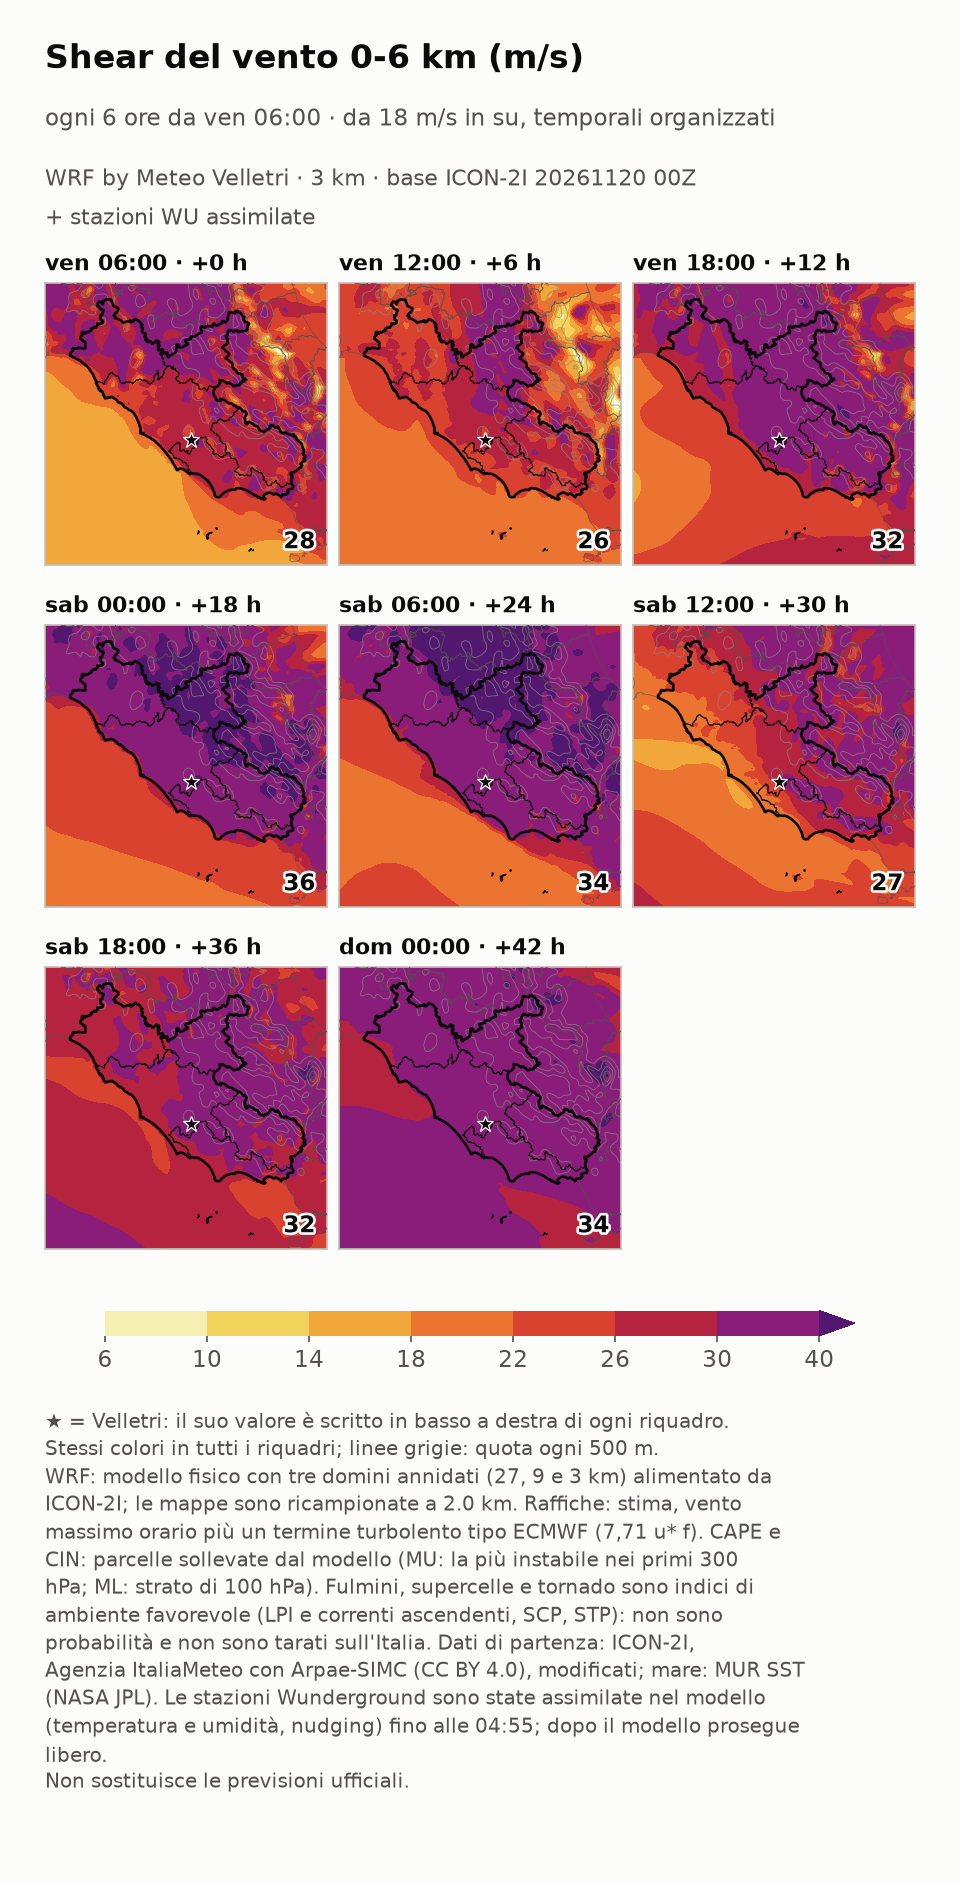 Shear del vento 0-6 km (m/s)
ogni 6 ore da ven 06:00 · da 18 m/s in su, temporali organizzati
WRF by Meteo Velletri · 3 km · base ICON-2I 20261120 00Z
+ stazioni WU assimilate
ven 06:00 · +0 h
ven 12:00 · +6 h
ven 18:00 · +12 h
28
26
32
sab 00:00 · +18 h
sab 06:00 · +24 h
sab 12:00 · +30 h
36
34
27
sab 18:00 · +36 h
dom 00:00 · +42 h
32
34
6 10 14 18 22 26 30 40
★ = Velletri: il suo valore è scritto in basso a destra di ogni riquadro.
Stessi colori in tutti i riquadri; linee grigie: quota ogni 500 m.
WRF: modello fisico con tre domini annidati (27, 9 e 3 km) alimentato da
ICON-2I; le mappe sono ricampionate a 2.0 km. Raffiche: stima, vento
massimo orario più un termine turbolento tipo ECMWF (7,71 u* f). CAPE e
CIN: parcelle sollevate dal modello (MU: la più instabile nei primi 300
hPa; ML: strato di 100 hPa). Fulmini, supercelle e tornado sono indici di
ambiente favorevole (LPI e correnti ascendenti, SCP, STP): non sono
probabilità e non sono tarati sull'Italia. Dati di partenza: ICON-2I,
Agenzia ItaliaMeteo con Arpae-SIMC (CC BY 4.0), modificati; mare: MUR SST
(NASA JPL). Le stazioni Wunderground sono state assimilate nel modello
(temperatura e umidità, nudging) fino alle 04:55; dopo il modello prosegue
libero.
Non sostituisce le previsioni ufficiali.